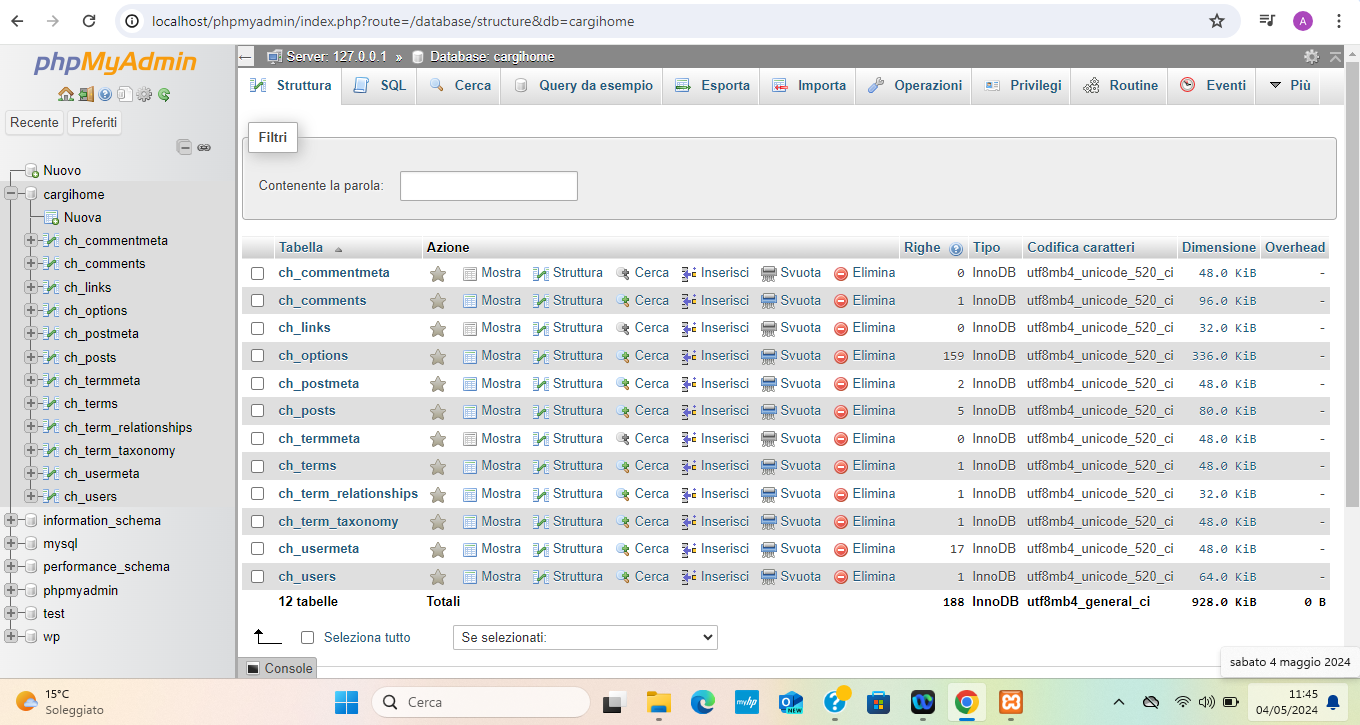 localhost/phpmyadmin/index.php?route=/database/structure&db=cargihome
A
phpMyAdmin
Recente Preferiti
Nuovo
cargihome
Nuova
ch_commentmeta
ch_comments
ch_links
ch_options
ch_postmeta
ch_posts
ch_termmeta
ch_terms
ch_term_relationships
ch_term_taxonomy
ch_usermeta
ch_users
information_schema
mysql
performance_schema
phpmyadmin
test
wp
Server: 127.0.0.1 » Database: cargihome
Struttura SQL Cerca Query da esempio Esporta Importa Operazioni Privilegi Routine Eventi Più
Filtri
Contenente la parola:
Tabella Azione Righe Tipo Codifica caratteri Dimensione Overhead
ch_commentmeta Mostra Struttura Cerca Inserisci Svuota Elimina 0 InnoDB utf8mb4_unicode_520_ci 48.0 KiB -
ch_comments Mostra Struttura Cerca Inserisci Svuota Elimina 1 InnoDB utf8mb4_unicode_520_ci 96.0 KiB -
ch_links Mostra Struttura Cerca Inserisci Svuota Elimina 0 InnoDB utf8mb4_unicode_520_ci 32.0 KiB -
ch_options Mostra Struttura Cerca Inserisci Svuota Elimina 159 InnoDB utf8mb4_unicode_520_ci 336.0 KiB -
ch_postmeta Mostra Struttura Cerca Inserisci Svuota Elimina 2 InnoDB utf8mb4_unicode_520_ci 48.0 KiB -
ch_posts Mostra Struttura Cerca Inserisci Svuota Elimina 5 InnoDB utf8mb4_unicode_520_ci 80.0 KiB -
ch_termmeta Mostra Struttura Cerca Inserisci Svuota Elimina 0 InnoDB utf8mb4_unicode_520_ci 48.0 KiB -
ch_terms Mostra Struttura Cerca Inserisci Svuota Elimina 1 InnoDB utf8mb4_unicode_520_ci 48.0 KiB -
ch_term_relationships Mostra Struttura Cerca Inserisci Svuota Elimina 1 InnoDB utf8mb4_unicode_520_ci 32.0 KiB -
ch_term_taxonomy Mostra Struttura Cerca Inserisci Svuota Elimina 1 InnoDB utf8mb4_unicode_520_ci 48.0 KiB -
ch_usermeta Mostra Struttura Cerca Inserisci Svuota Elimina 17 InnoDB utf8mb4_unicode_520_ci 48.0 KiB -
ch_users Mostra Struttura Cerca Inserisci Svuota Elimina 1 InnoDB utf8mb4_unicode_520_ci 64.0 KiB -
12 tabelle Totali 188 InnoDB utf8mb4_general_ci 928.0 KiB 0 B
Seleziona tutto Se selezionati:
Console
sabato 4 maggio 2024
15°C
Soleggiato
Cerca
myhp
NEW
11:45
04/05/2024